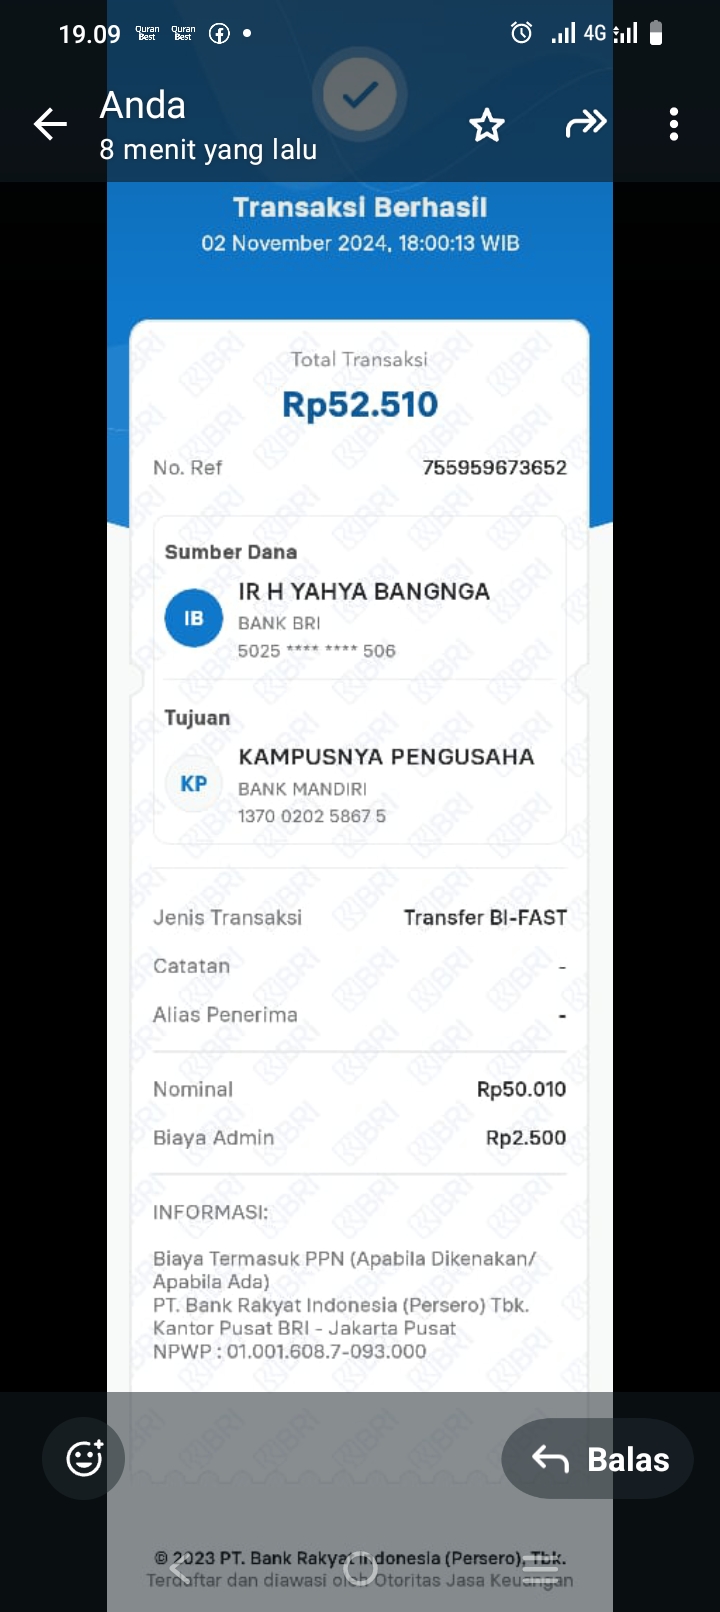 19.09 Quran Best Quran Best 4G
Anda
8 menit yang lalu
Transaksi Berhasil
02 November 2024, 18:00:13 WIB
Total Transaksi
Rp52.510
No. Ref 755959673652
Sumber Dana
IB IR H YAHYA BANGNGA
BANK BRI
5025 **** **** 506
Tujuan
KP KAMPUSNYA PENGUSAHA
BANK MANDIRI
1370 0202 5867 5
Jenis Transaksi Transfer BI-FAST
Catatan -
Alias Penerima -
Nominal Rp50.010
Biaya Admin Rp2.500
INFORMASI:
Biaya Termasuk PPN (Apabila Dikenakan/
Apabila Ada)
PT. Bank Rakyat Indonesia (Persero) Tbk.
Kantor Pusat BRI - Jakarta Pusat
NPWP : 01.001.608.7-093.000
Balas
© 2023 PT. Bank Rakyat Indonesia (Persero), Tbk.
Terdaftar dan diawasi oleh Otoritas Jasa Keuangan